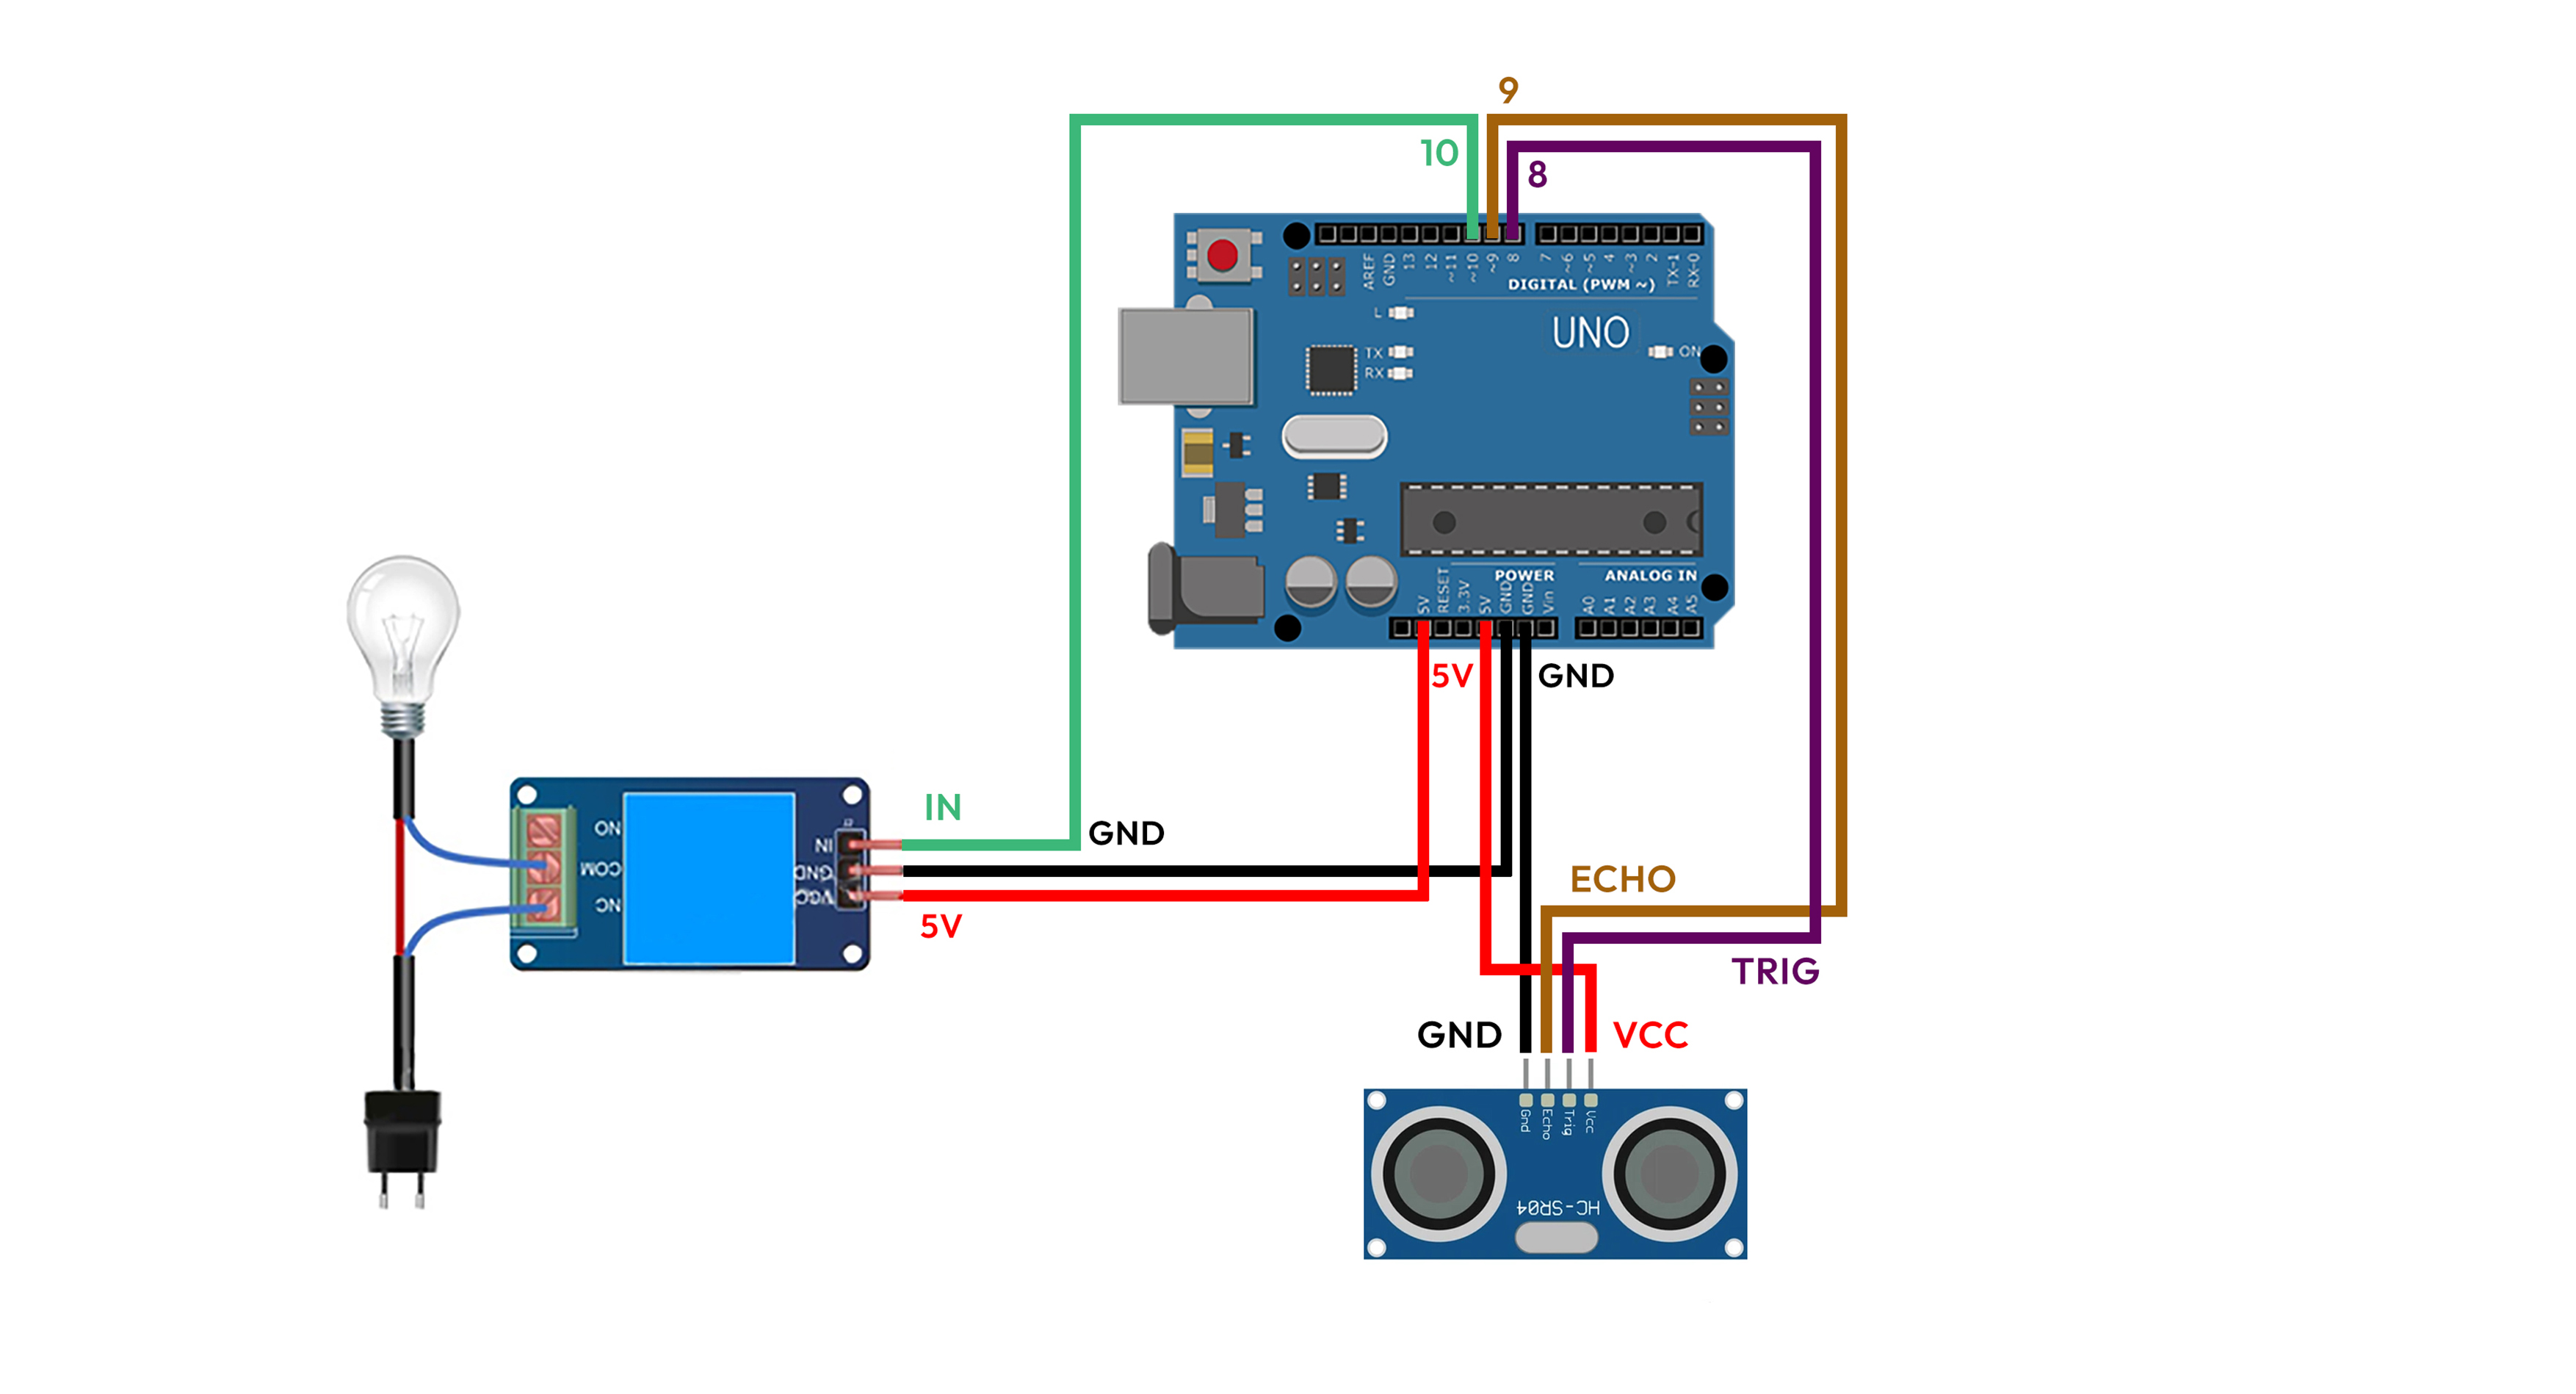 9
10
8
AREF
GND
13
12
~11
~10
~9
8
7
~6
~5
4
~3
2
TX-1
RX-0
DIGITAL (PWM ~)
L
UNO
TX
RX
ON
POWER
ANALOG IN
5V
RESET
3.3V
5V
GND
GND
Vin
A0
A1
A2
A3
A4
A5
5V
GND
IN
GND
5V
NO
COM
NC
IN
GND
VCC
ECHO
TRIG
GND
VCC
Gnd
Echo
Trig
Vcc
HC-SR04